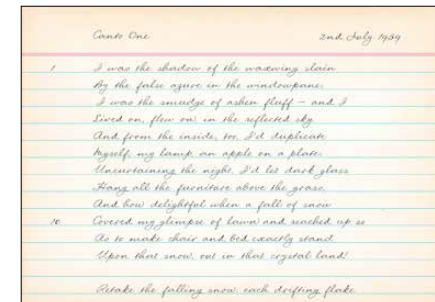 Canto One 2nd July 1959
1 I was the shadow of the waxwing slain
By the false azure in the windowpane;
I was the smudge of ashen fluff – and I
Lived on, flew on, in the reflected sky.
And from the inside, too, I'd duplicate
Myself, my lamp, an apple on a plate:
Uncurtaining the night, I'd let dark glass
Hang all the furniture above the grass,
And how delightful when a fall of snow
10 Covered my glimpse of lawn and reached up so
As to make chair and bed exactly stand
Upon that snow, out in that crystal land!
Retake the falling snow: each drifting flake